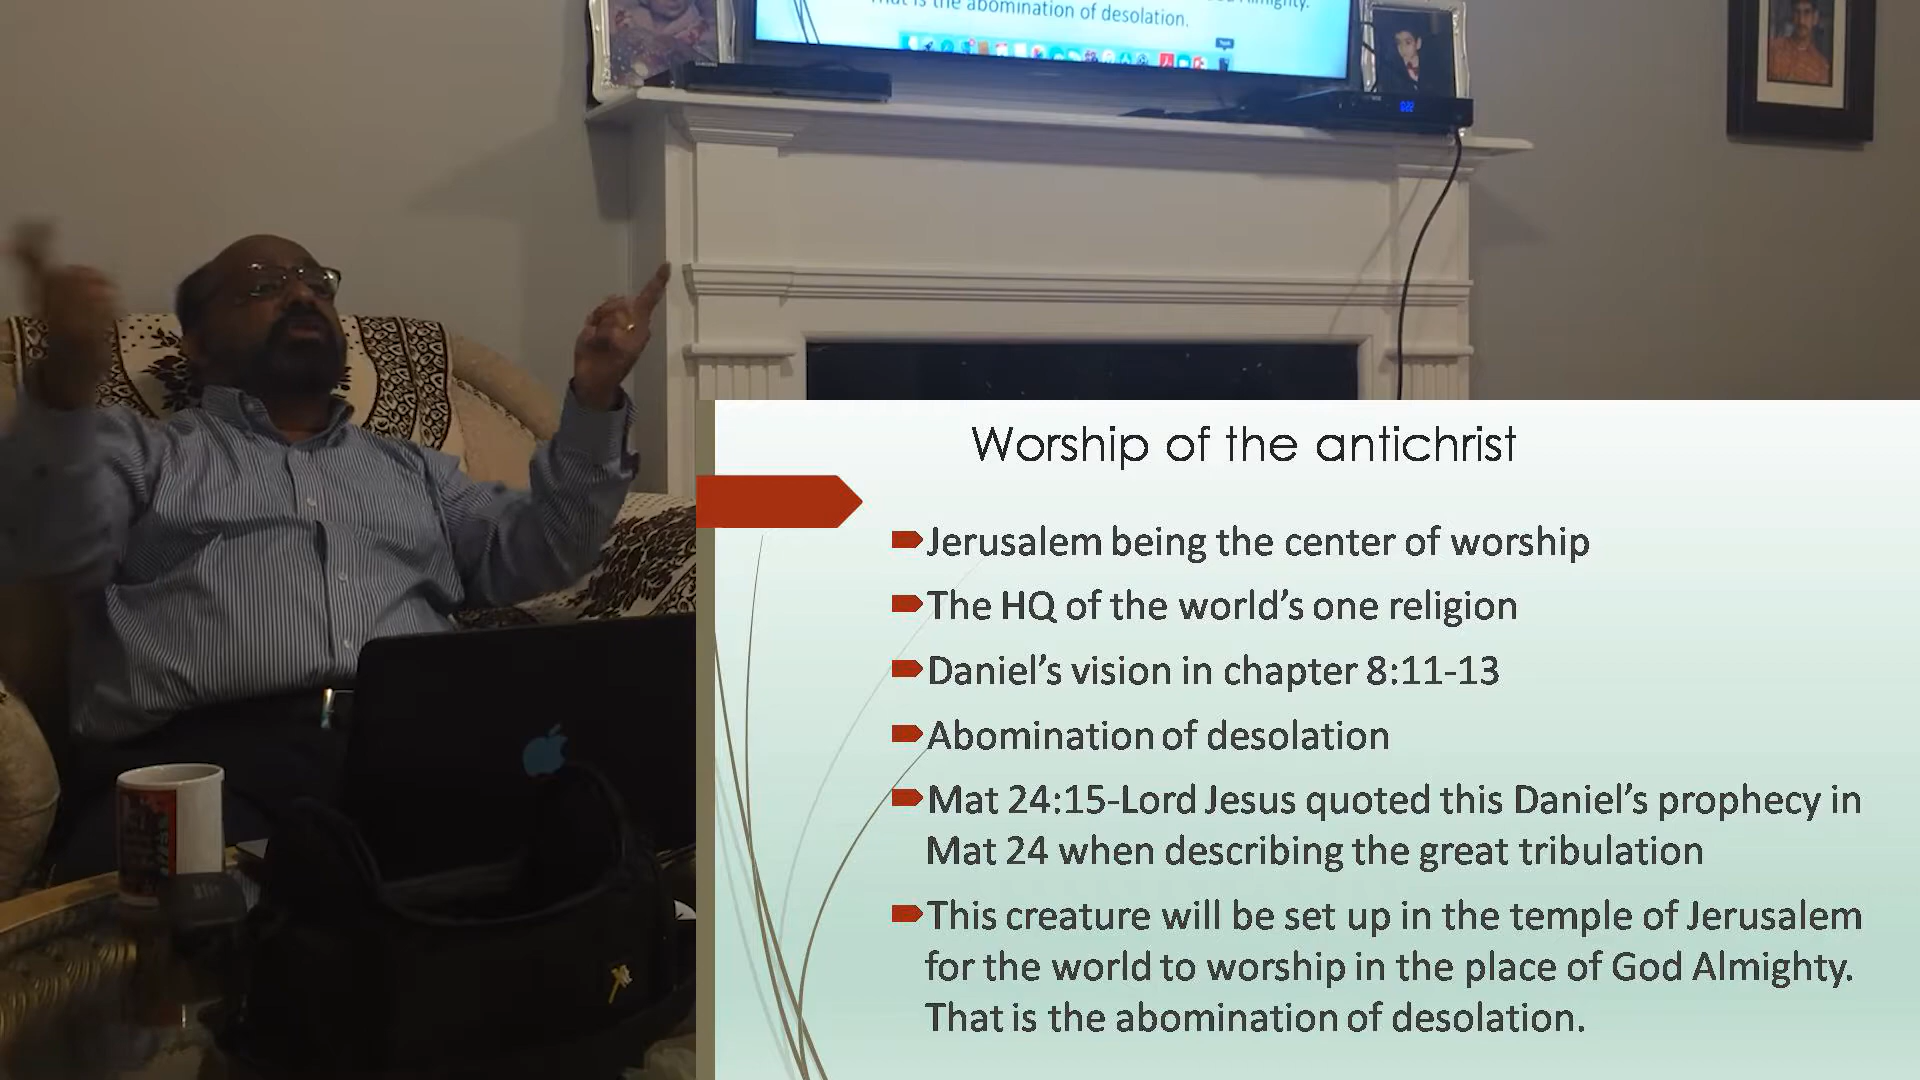 That is the abomination of desolation.
Worship of the antichrist
Jerusalem being the center of worship
The HQ of the world's one religion
Daniel's vision in chapter 8:11-13
Abomination of desolation
Mat 24:15-Lord Jesus quoted this Daniel's prophecy in
Mat 24 when describing the great tribulation
This creature will be set up in the temple of Jerusalem
for the world to worship in the place of God Almighty.
That is the abomination of desolation.